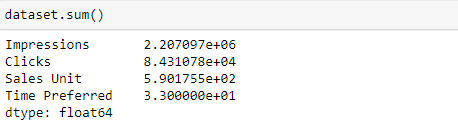 dataset.sum()
Impressions 2.207097e+06
Clicks 8.431078e+04
Sales Unit 5.901755e+02
Time Preferred 3.300000e+01
dtype: float64